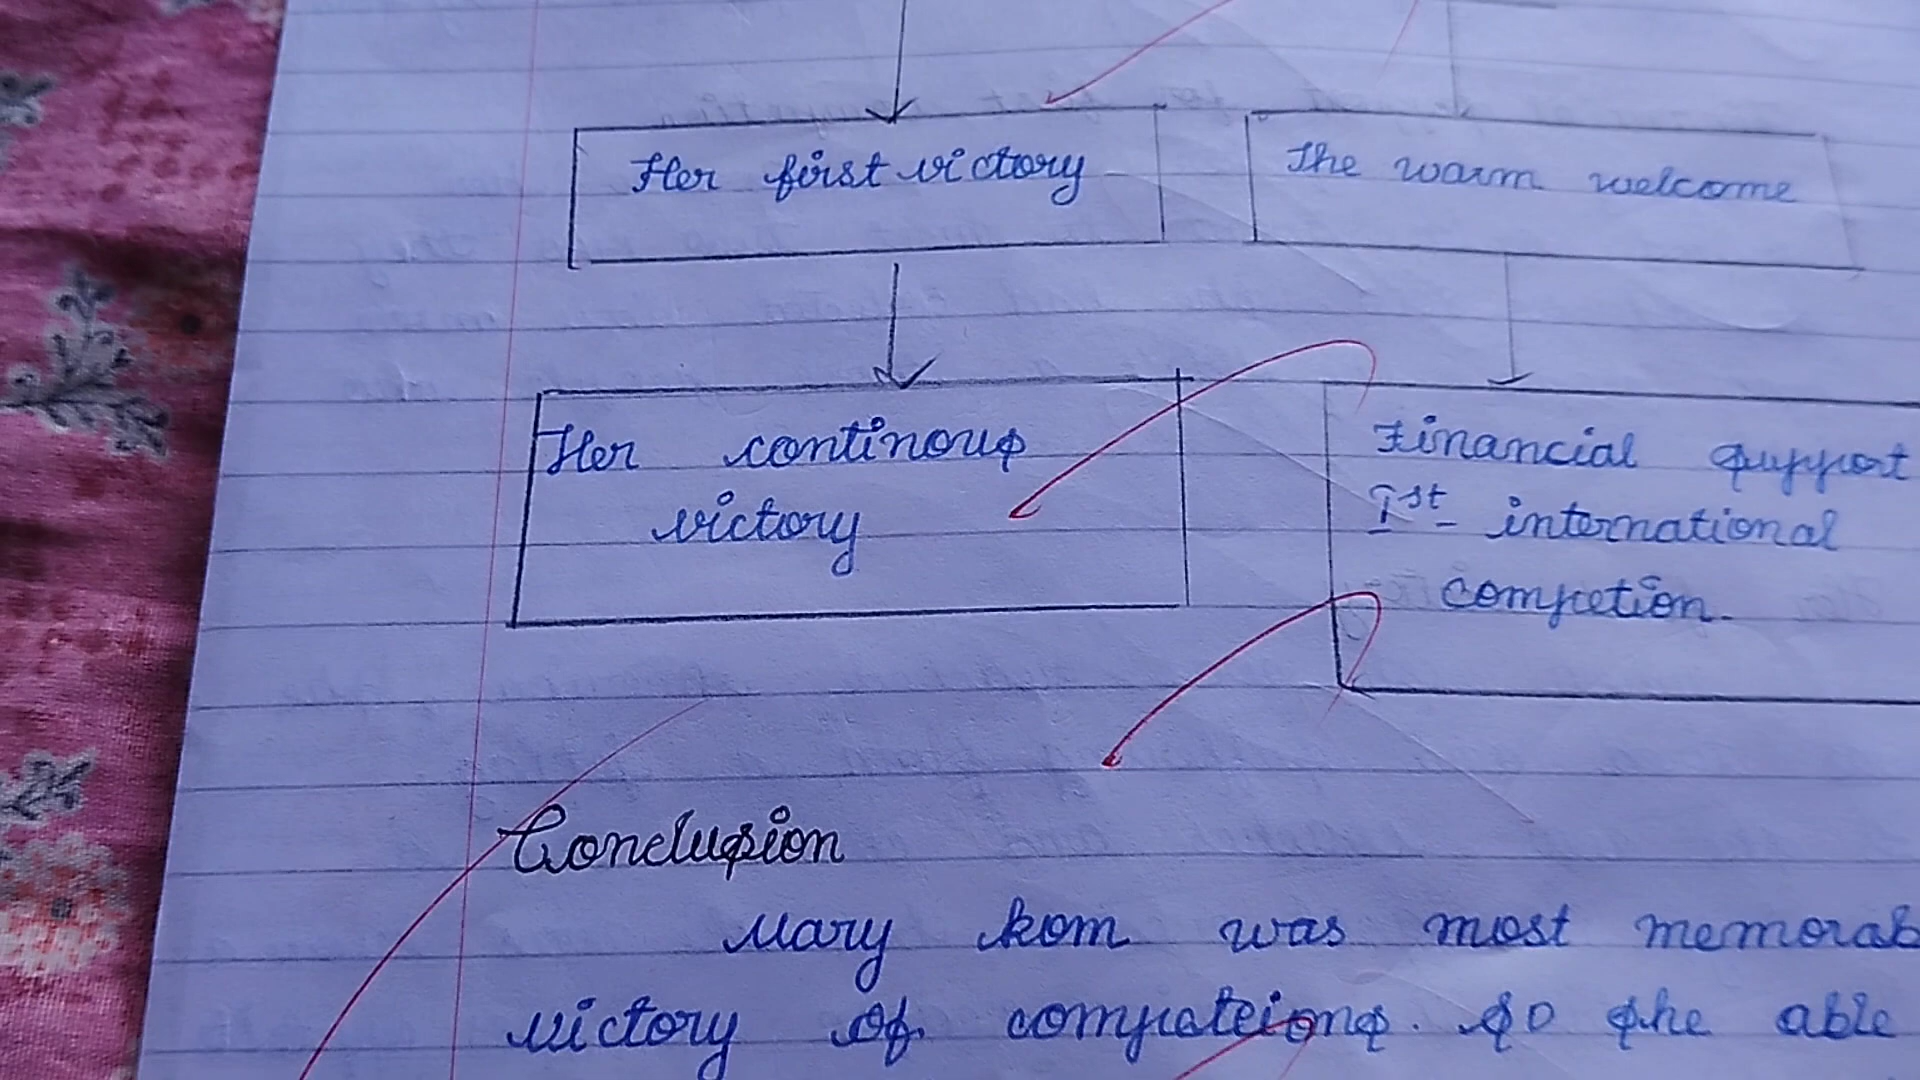 Her first victory
The warm welcome
Her continous
victory
Financial support
Ist international
competion.
Conclusion
Mary kom was most memorab
victory of compateions. So she able